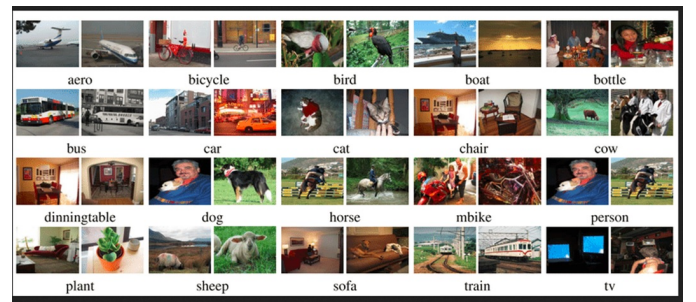 aero bicycle bird boat bottle
bus car cat chair cow
dinningtable dog horse mbike person
plant sheep sofa train tv